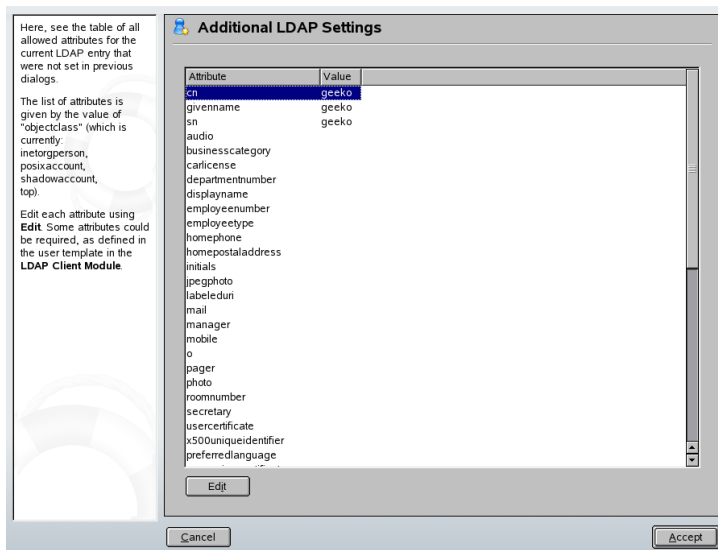 Here, see the table of all
allowed attributes for the
current LDAP entry that
were not set in previous
dialogs.
The list of attributes is
given by the value of
"objectclass" (which is
currently:
inetorgperson,
posixaccount,
shadowaccount,
top).
Edit each attribute using
Edit. Some attributes could
be required, as defined in
the user template in the
LDAP Client Module.
Additional LDAP Settings
Attribute Value
cn geeko
givenname geeko
sn geeko
audio
businesscategory
carlicense
departmentnumber
displayname
employeenumber
employeetype
homephone
homepostaladdress
initials
jpegphoto
labeleduri
mail
manager
mobile
o
pager
photo
roomnumber
secretary
usercertificate
x500uniqueidentifier
preferredlanguage
Edit
Cancel Accept